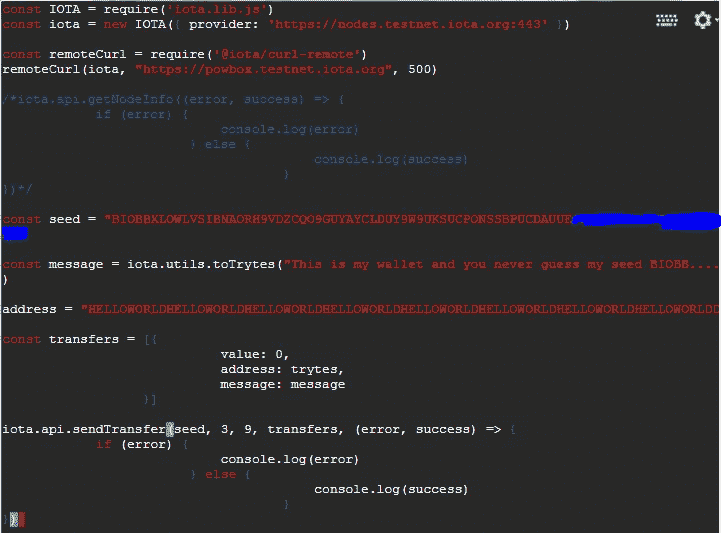 const IOTA = require('iota.lib.js')
const iota = new IOTA({ provider: 'https://nodes.testnet.iota.org:443' })
const remoteCurl = require('@iota/curl-remote')
remoteCurl(iota, "https://powbox.testnet.iota.org", 500)
/*iota.api.getNodeInfo((error, success) => {
if (error) {
console.log(error)
} else {
console.log(success)
}
})*/
const seed = "
const message = iota.utils.toTrytes("This is my wallet and you never guess my seed BIOBB....
)
address = "HELLOWORLDHELLOWORLDHELLOWORLDHELLOWORLDHELLOWORLDHELLOWORLDHELLOWORLDHELLOWORLDD
const transfers = [{
value: 0,
address: trytes,
message: message
}]
iota.api.sendTransfer(seed, 3, 9, transfers, (error, success) => {
if (error) {
console.log(error)
} else {
console.log(success)
}
})